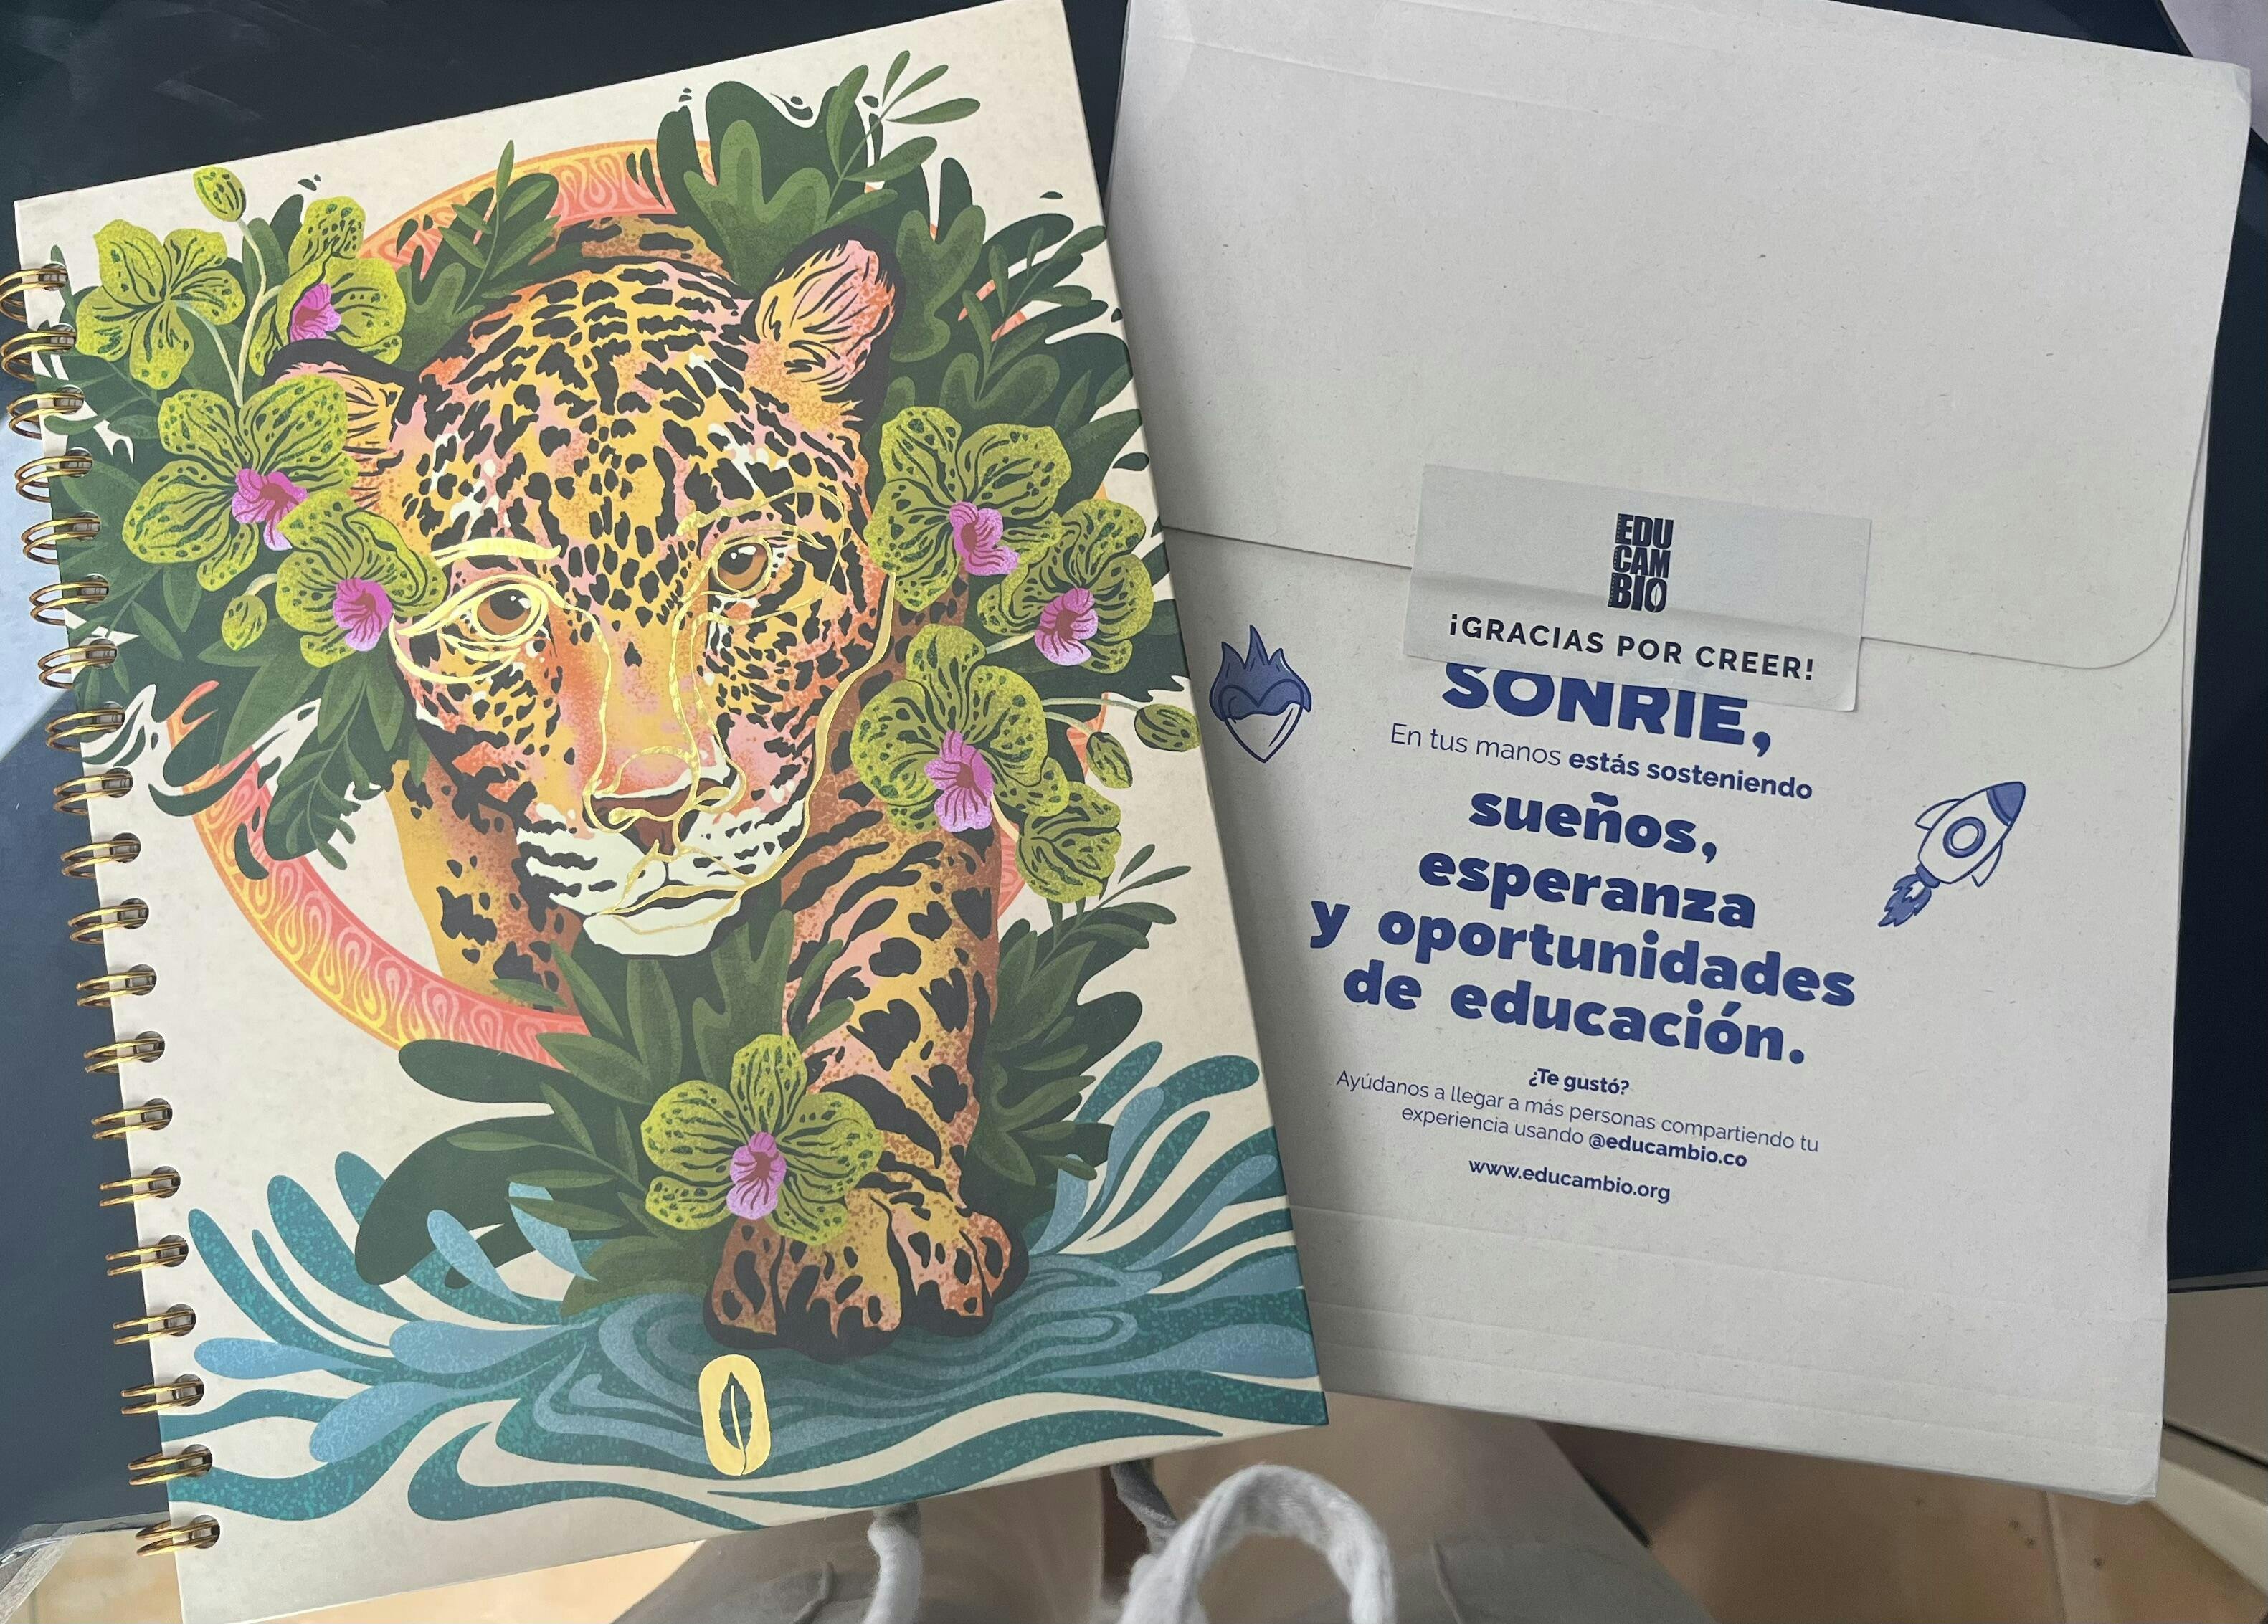 EDU
CAM
BIO
¡GRACIAS POR CREER!
SONRÍE,
En tus manos estás sosteniendo
sueños,
esperanza
y oportunidades
de educación.
¿Te gustó?
Ayúdanos a llegar a más personas compartiendo tu
experiencia usando @educambio.co
www.educambio.org